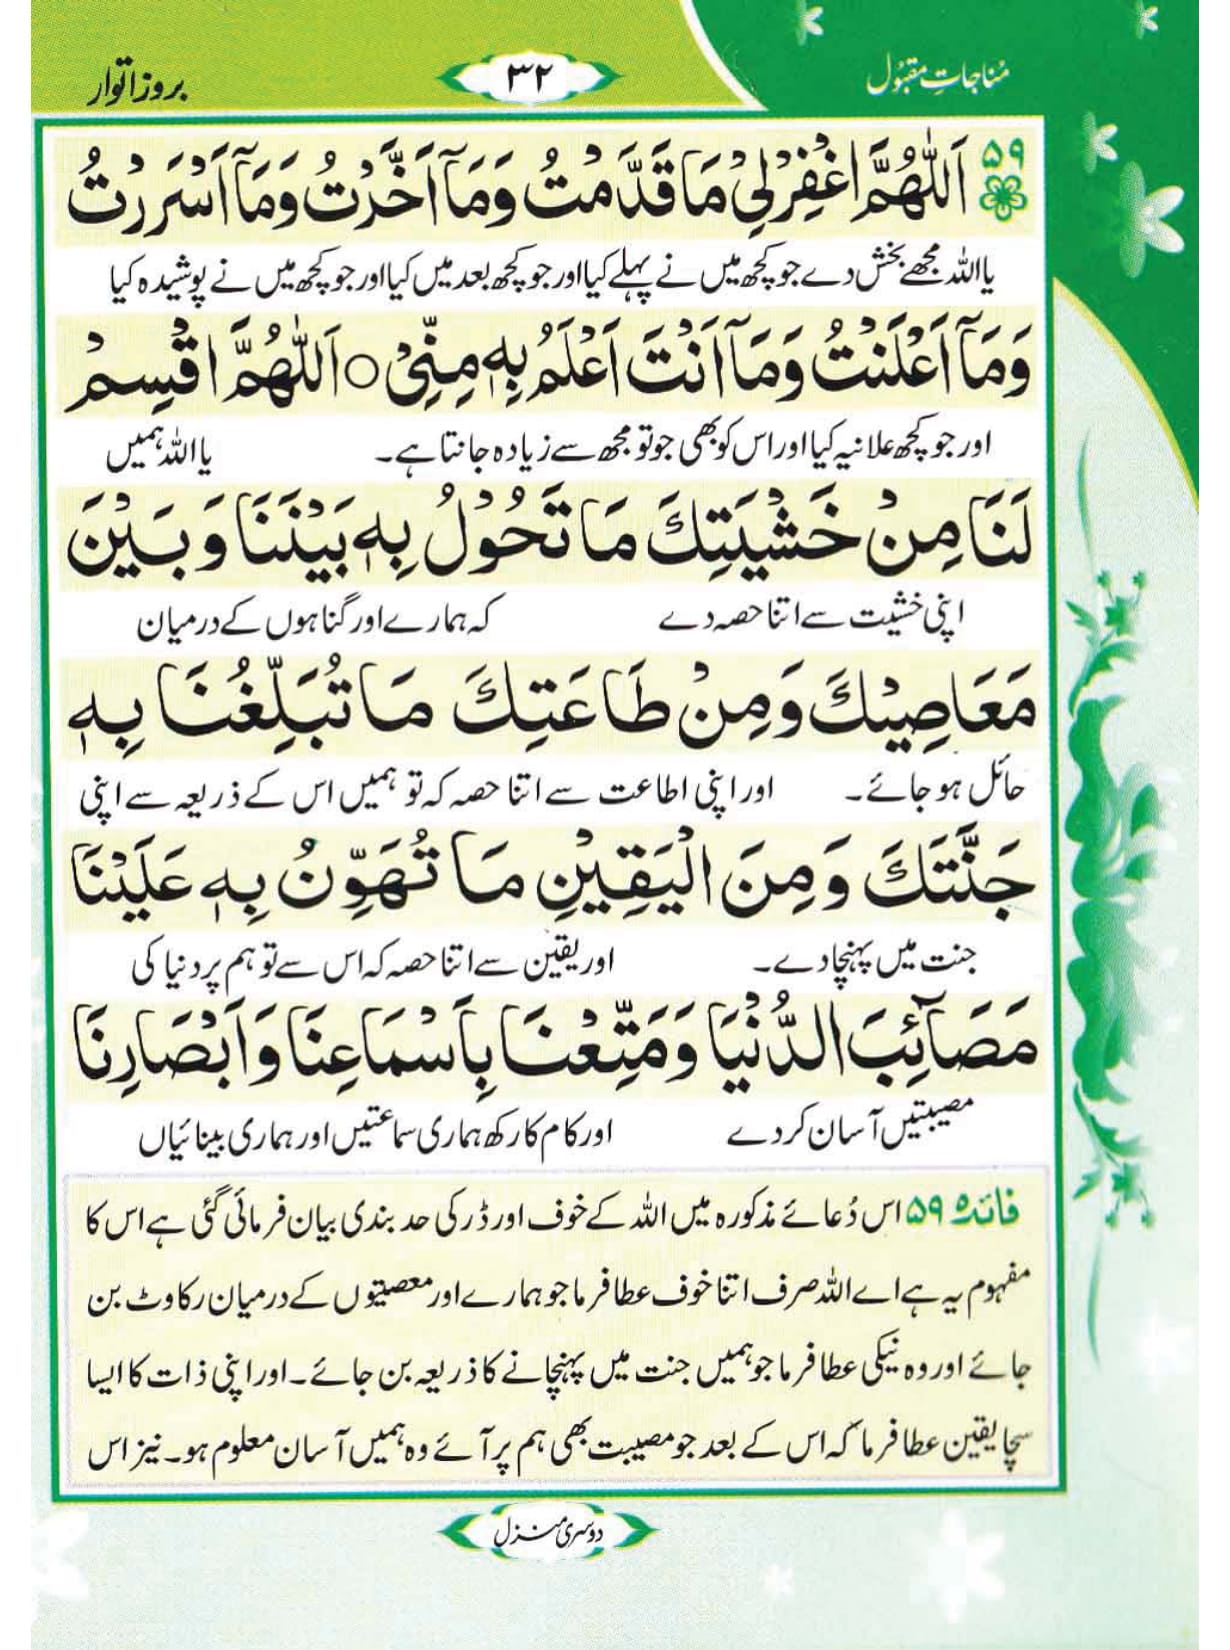 مُناجاتِ مقبُول
۳۲
بروز اتوار
۵۹ اَللّٰهُمَّ اغْفِرْ لِيْ مَا قَدَّمْتُ وَمَآ اَخَّرْتُ وَمَآ اَسْرَرْتُ
یا اللہ مجھے بخش دے جو کچھ میں نے پہلے کیا اور جو کچھ بعد میں کیا اور جو کچھ میں نے پوشیدہ کیا
وَمَآ اَعْلَنْتُ وَمَآ اَنْتَ اَعْلَمُ بِهٖ مِنِّيْ ○ اَللّٰهُمَّ اقْسِمْ
اور جو کچھ علانیہ کیا اور اس کو بھی جو تو مجھ سے زیادہ جانتا ہے۔ یا اللہ ہمیں
لَنَا مِنْ خَشْيَتِكَ مَا تَحُوْلُ بِهٖ بَيْنَنَا وَ بَيْنَ
اپنی خشیت سے اتنا حصہ دے کہ ہمارے اور گناہوں کے درمیان
مَعَاصِيْكَ وَمِنْ طَاعَتِكَ مَا تُبَلِّغُنَا بِهٖ
حائل ہو جائے۔ اور اپنی اطاعت سے اتنا حصہ کہ تو ہمیں اس کے ذریعہ سے اپنی
جَنَّتَكَ وَمِنَ الْيَقِيْنِ مَا تُهَوِّنُ بِهٖ عَلَيْنَا
جنت میں پہنچا دے۔ اور یقین سے اتنا حصہ کہ اس سے تو ہم پر دنیا کی
مَصَآئِبَ الدُّنْيَا وَمَتِّعْنَا بِاَسْمَاعِنَا وَاَبْصَارِنَا
مصیبتیں آسان کر دے اور کام کا رکھ ہماری سماعتیں اور ہماری بینائیاں
فائدہ ۵۹ اس دُعائے مذکورہ میں اللہ کے خوف اور ڈر کی حد بندی بیان فرمائی گئی ہے اس کا
مفہوم یہ ہے اے اللہ صرف اتنا خوف عطا فرما جو ہمارے اور معصیتوں کے درمیان رکاوٹ بن
جائے اور وہ نیکی عطا فرما جو ہمیں جنت میں پہنچانے کا ذریعہ بن جائے۔ اور اپنی ذات کا ایسا
سچا یقین عطا فرما کہ اس کے بعد جو مصیبت بھی ہم پر آئے وہ ہمیں آسان معلوم ہو۔ نیز اس
دوسری منزل